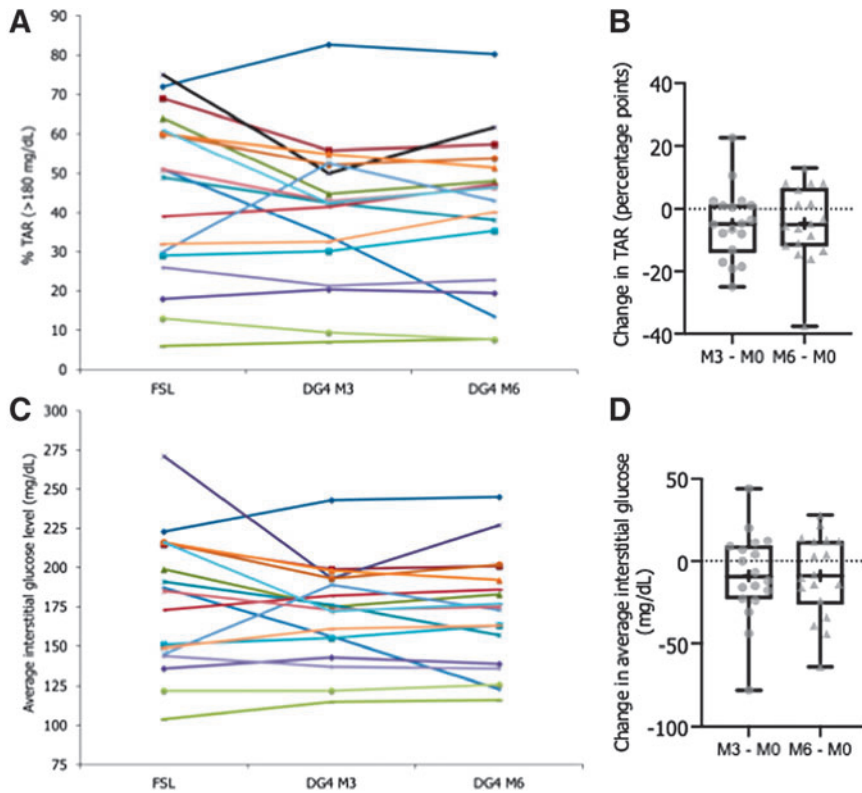 A
90
80
70
60
50
40
30
20
10
0
% TAR (>180 mg/dL)
FSL DG4 M3 DG4 M6
B
40
20
0
-20
-40
Change in TAR (percentage points)
M3 - M0 M6 - M0
C
300
275
250
225
200
175
150
125
100
75
Average interstitial glucose level (mg/dL)
FSL DG4 M3 DG4 M6
D
50
0
-50
-100
Change in average interstitial glucose
(mg/dL)
M3 - M0 M6 - M0